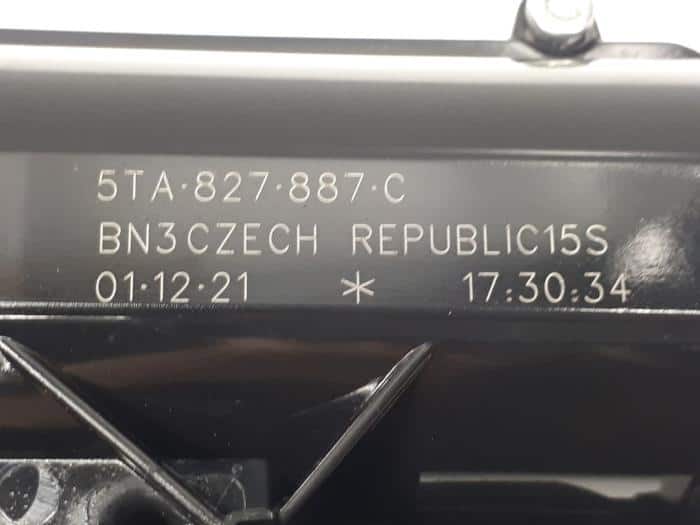 5TA·827·887·C
BN3CZECH REPUBLIC15S
01·12·21 * 17:30:34